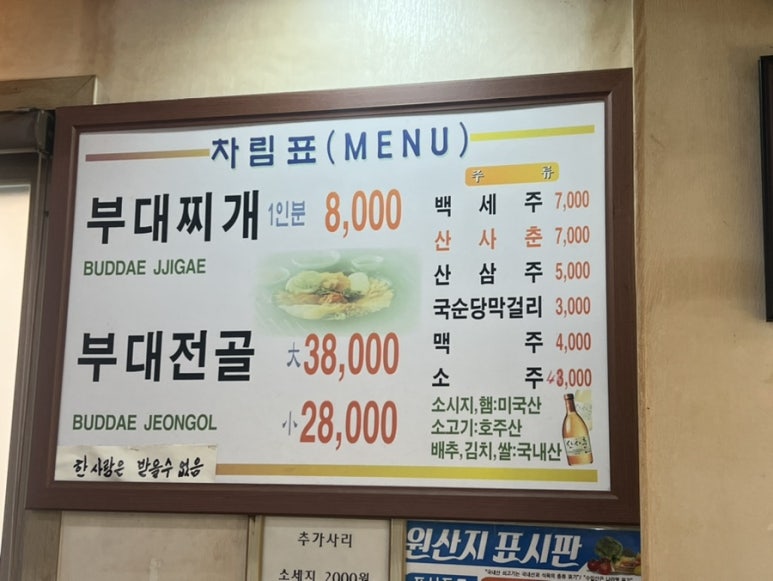 차림표(MENU)
부대찌개 1인분 8,000
BUDDAE JJIGAE
부대전골 大 38,000
BUDDAE JEONGOL 小 28,000
한 사람은 받을수 없음
주 류
백 세 주 7,000
산 사 춘 7,000
산 삼 주 5,000
국순당막걸리 3,000
맥 주 4,000
소 주 4,000
소시지,햄:미국산
소고기:호주산
배추,김치,쌀:국내산
산사춘
추가사리
소세지 2000원
원산지 표시판